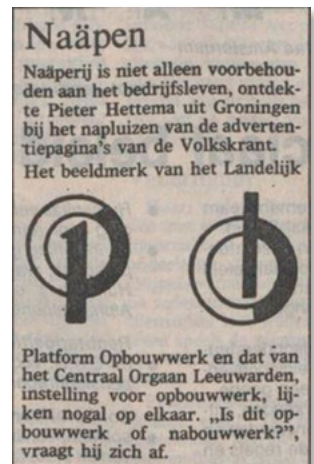 Naäpen
Naäperij is niet alleen voorbehou-
den aan het bedrijfsleven, ontdek-
te Pieter Hettema uit Groningen
bij het napluizen van de adverten-
tiepagina's van de Volkskrant.
Het beeldmerk van het Landelijk
Platform Opbouwwerk en dat van
het Centraal Orgaan Leeuwarden,
instelling voor opbouwwerk, lij-
ken nogal op elkaar. „Is dit op-
bouwwerk of nabouwwerk?”,
vraagt hij zich af.